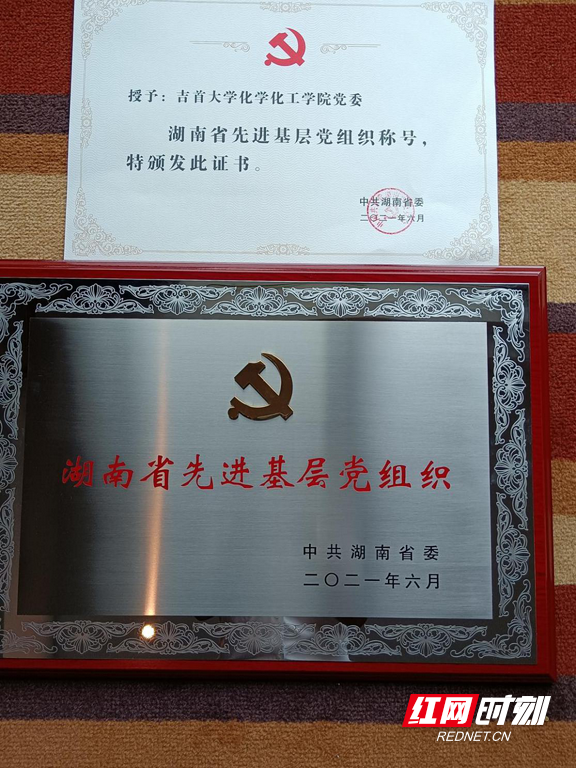 授予：吉首大学化学化工学院党委
湖南省先进基层党组织称号，
特颁发此证书。
中共湖南省委
二〇二一年六月
湖南省先进基层党组织
中共湖南省委
二〇二一年六月
红网时刻
REDNET.CN